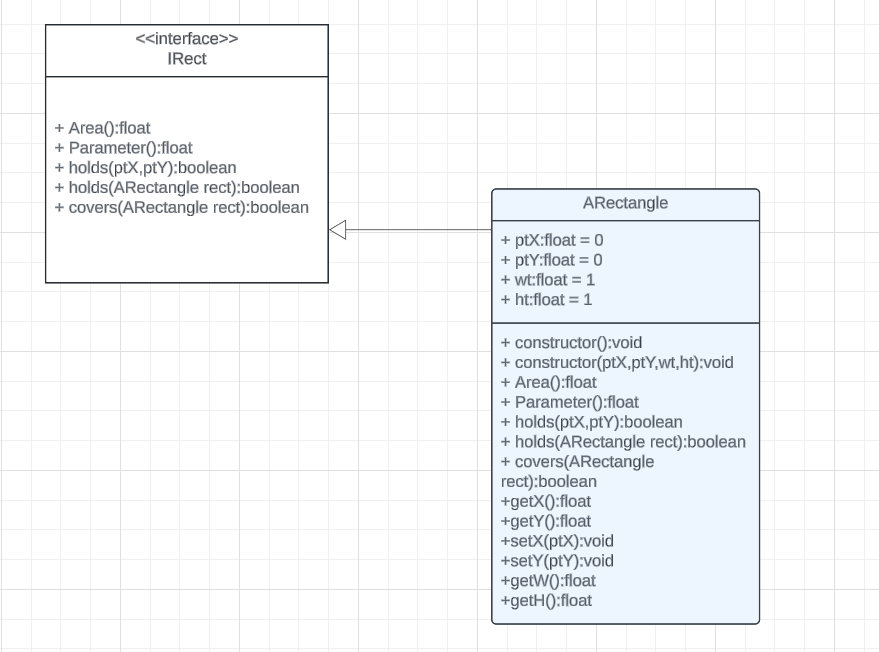 <<interface>>
IRect
+ Area():float
+ Parameter():float
+ holds(ptX,ptY):boolean
+ holds(ARectangle rect):boolean
+ covers(ARectangle rect):boolean
ARectangle
+ ptX:float = 0
+ ptY:float = 0
+ wt:float = 1
+ ht:float = 1
+ constructor():void
+ constructor(ptX,ptY,wt,ht):void
+ Area():float
+ Parameter():float
+ holds(ptX,ptY):boolean
+ holds(ARectangle rect):boolean
+ covers(ARectangle
rect):boolean
+getX():float
+getY():float
+setX(ptX):void
+setY(ptY):void
+getW():float
+getH():float